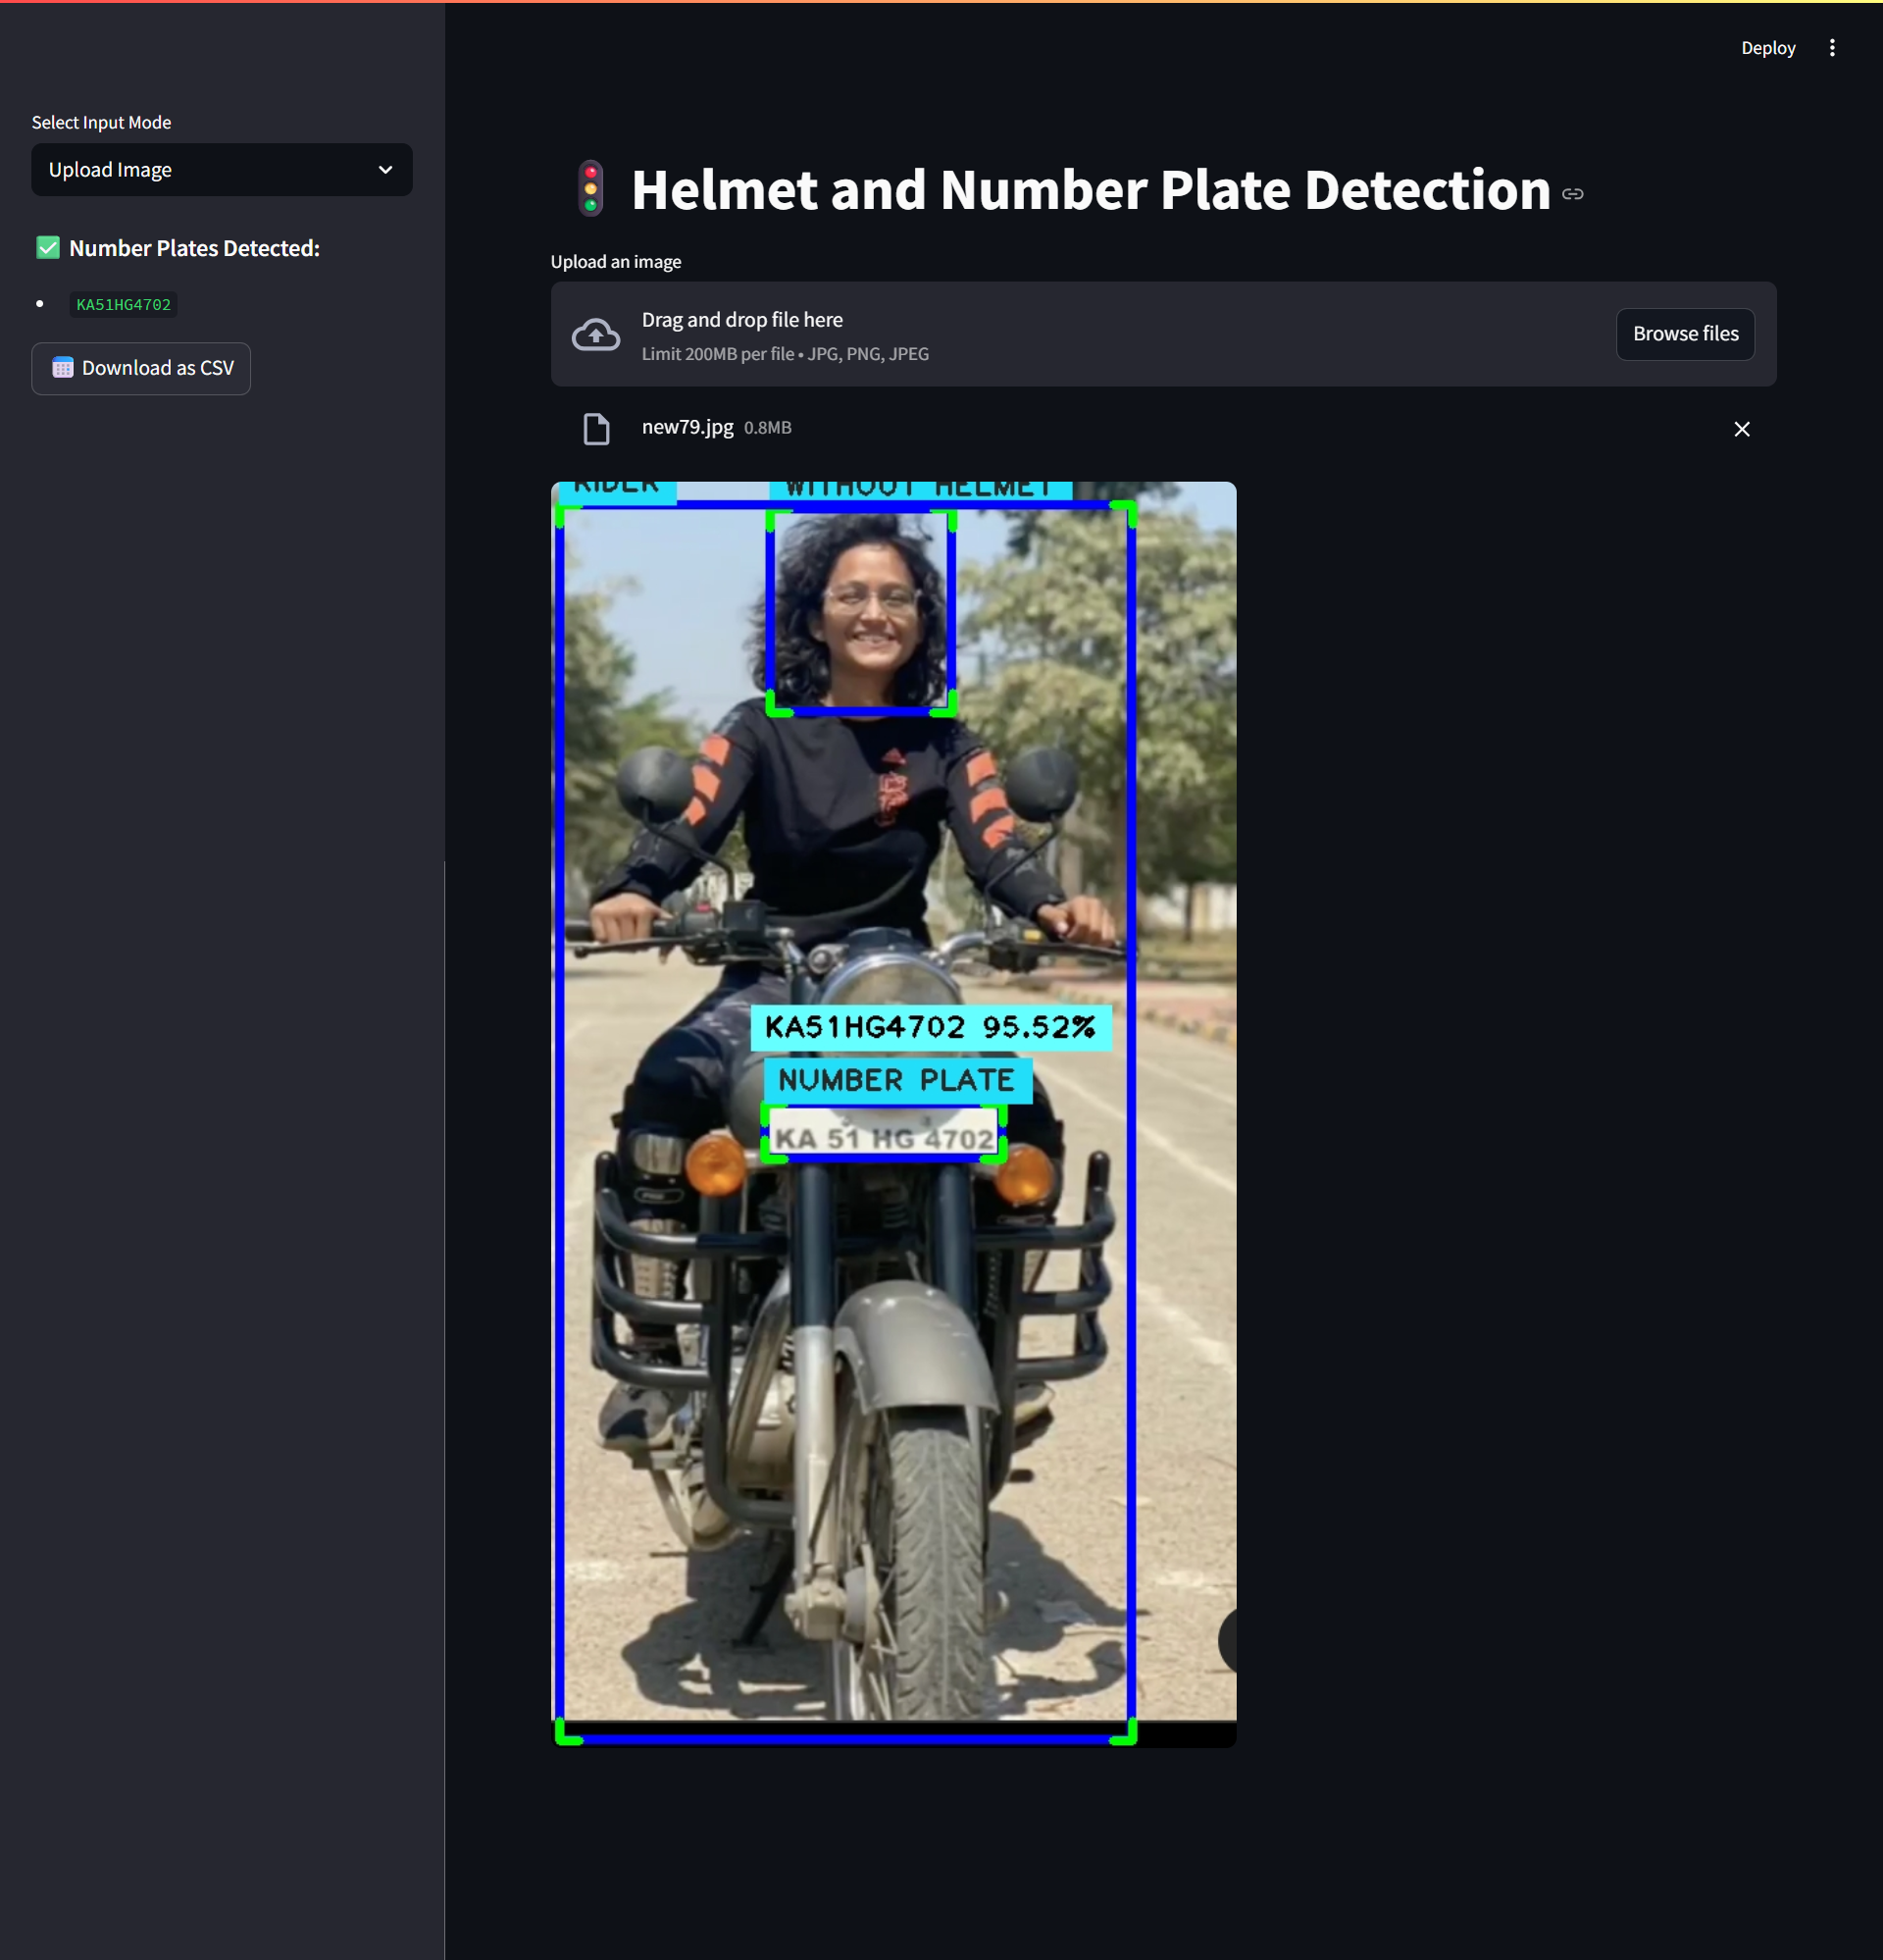 Deploy
Select Input Mode
Upload Image
Number Plates Detected:
KA51HG4702
Download as CSV
Helmet and Number Plate Detection
Upload an image
Drag and drop file here
Limit 200MB per file • JPG, PNG, JPEG
Browse files
new79.jpg 0.8MB
RIDER WITHOUT HELMET
KA51HG4702 95.52%
NUMBER PLATE
KA 51 HG 4702